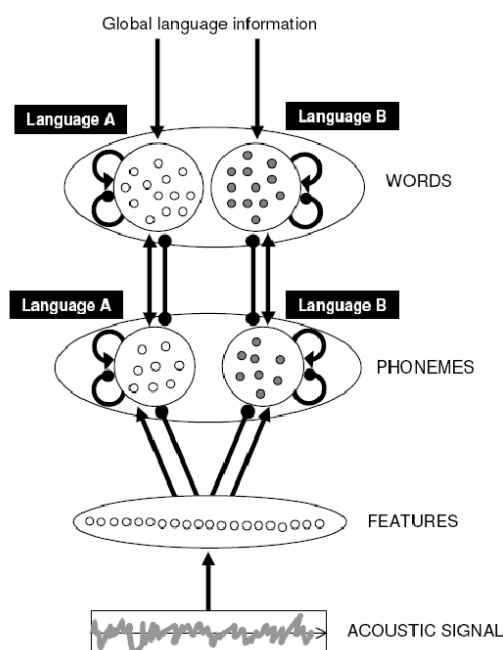 Global language information
Language A
Language B
WORDS
Language A
Language B
PHONEMES
FEATURES
ACOUSTIC SIGNAL